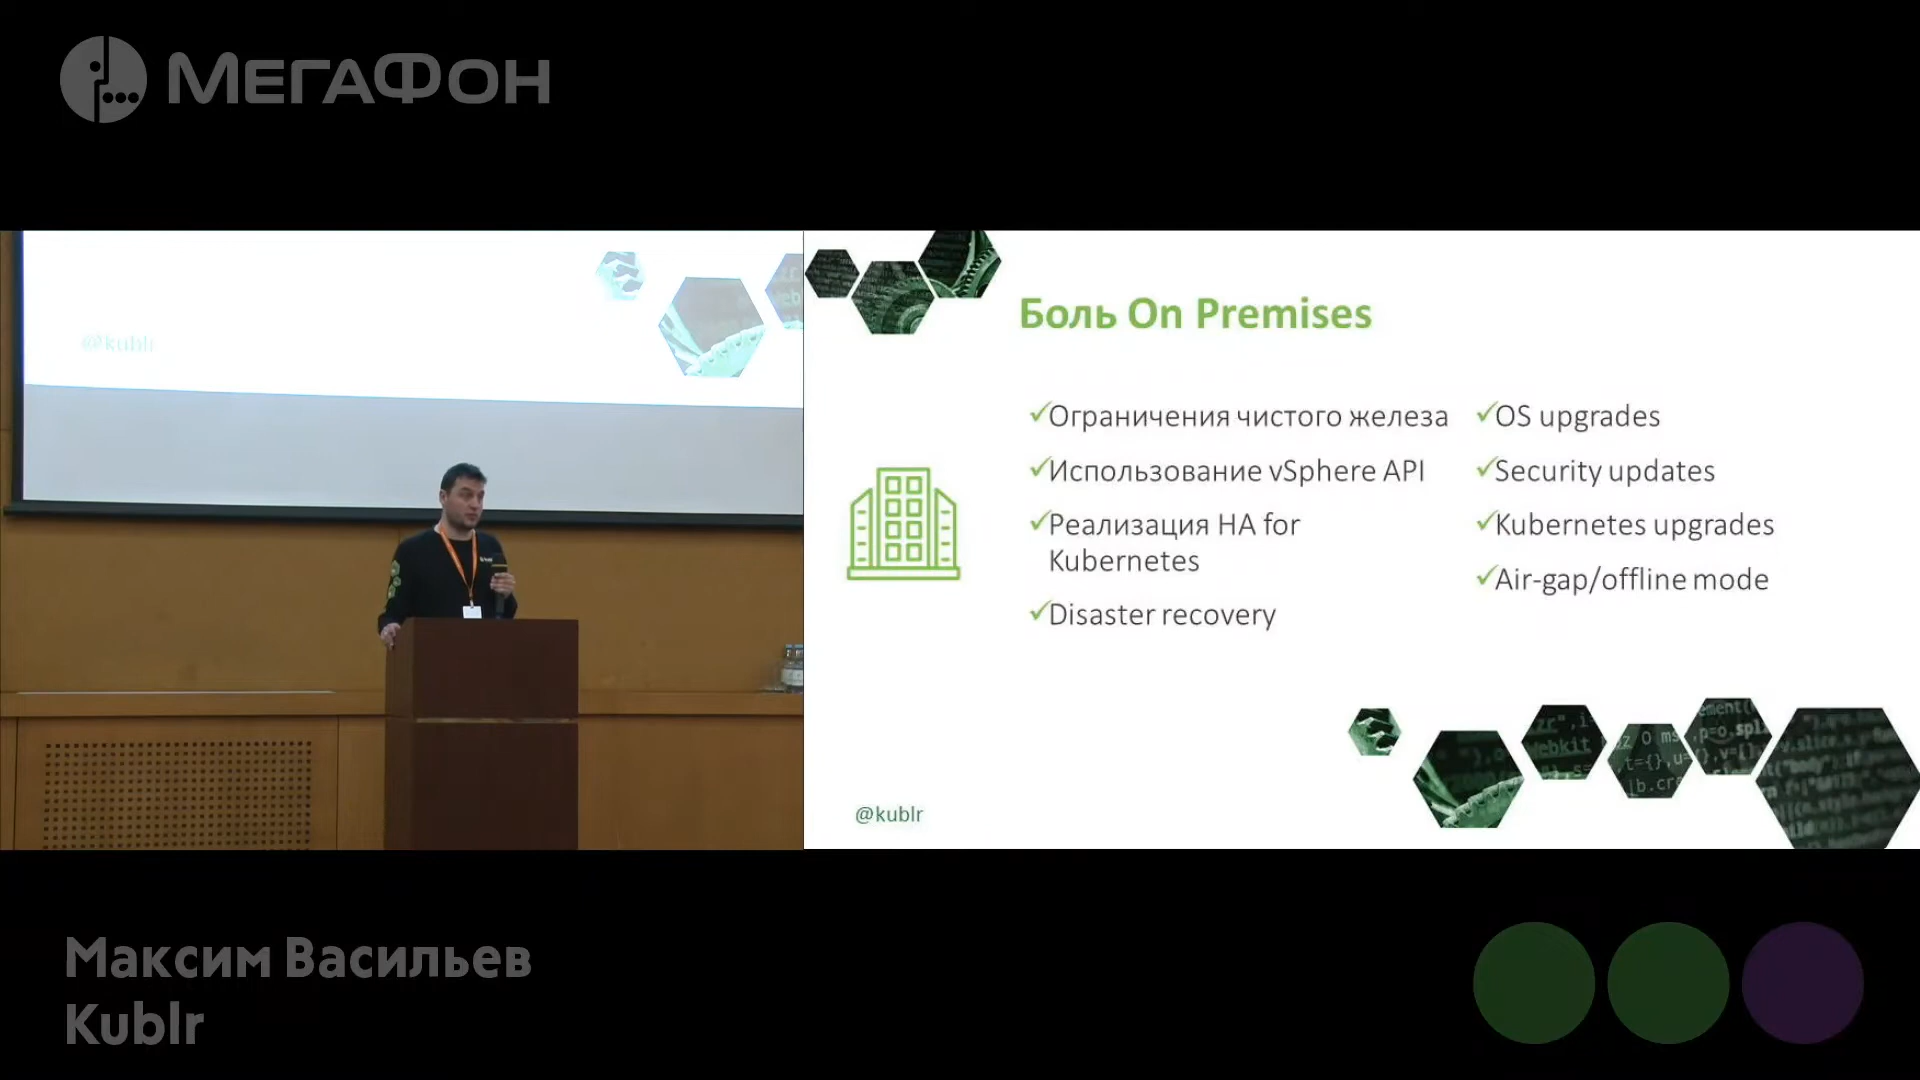 МЕГАФОН
@kublr
Боль On Premises
✓Ограничения чистого железа
✓Использование vSphere API
✓Реализация HA for
Kubernetes
✓Disaster recovery
✓OS upgrades
✓Security updates
✓Kubernetes upgrades
✓Air-gap/offline mode
@kublr
Максим Васильев
Kublr